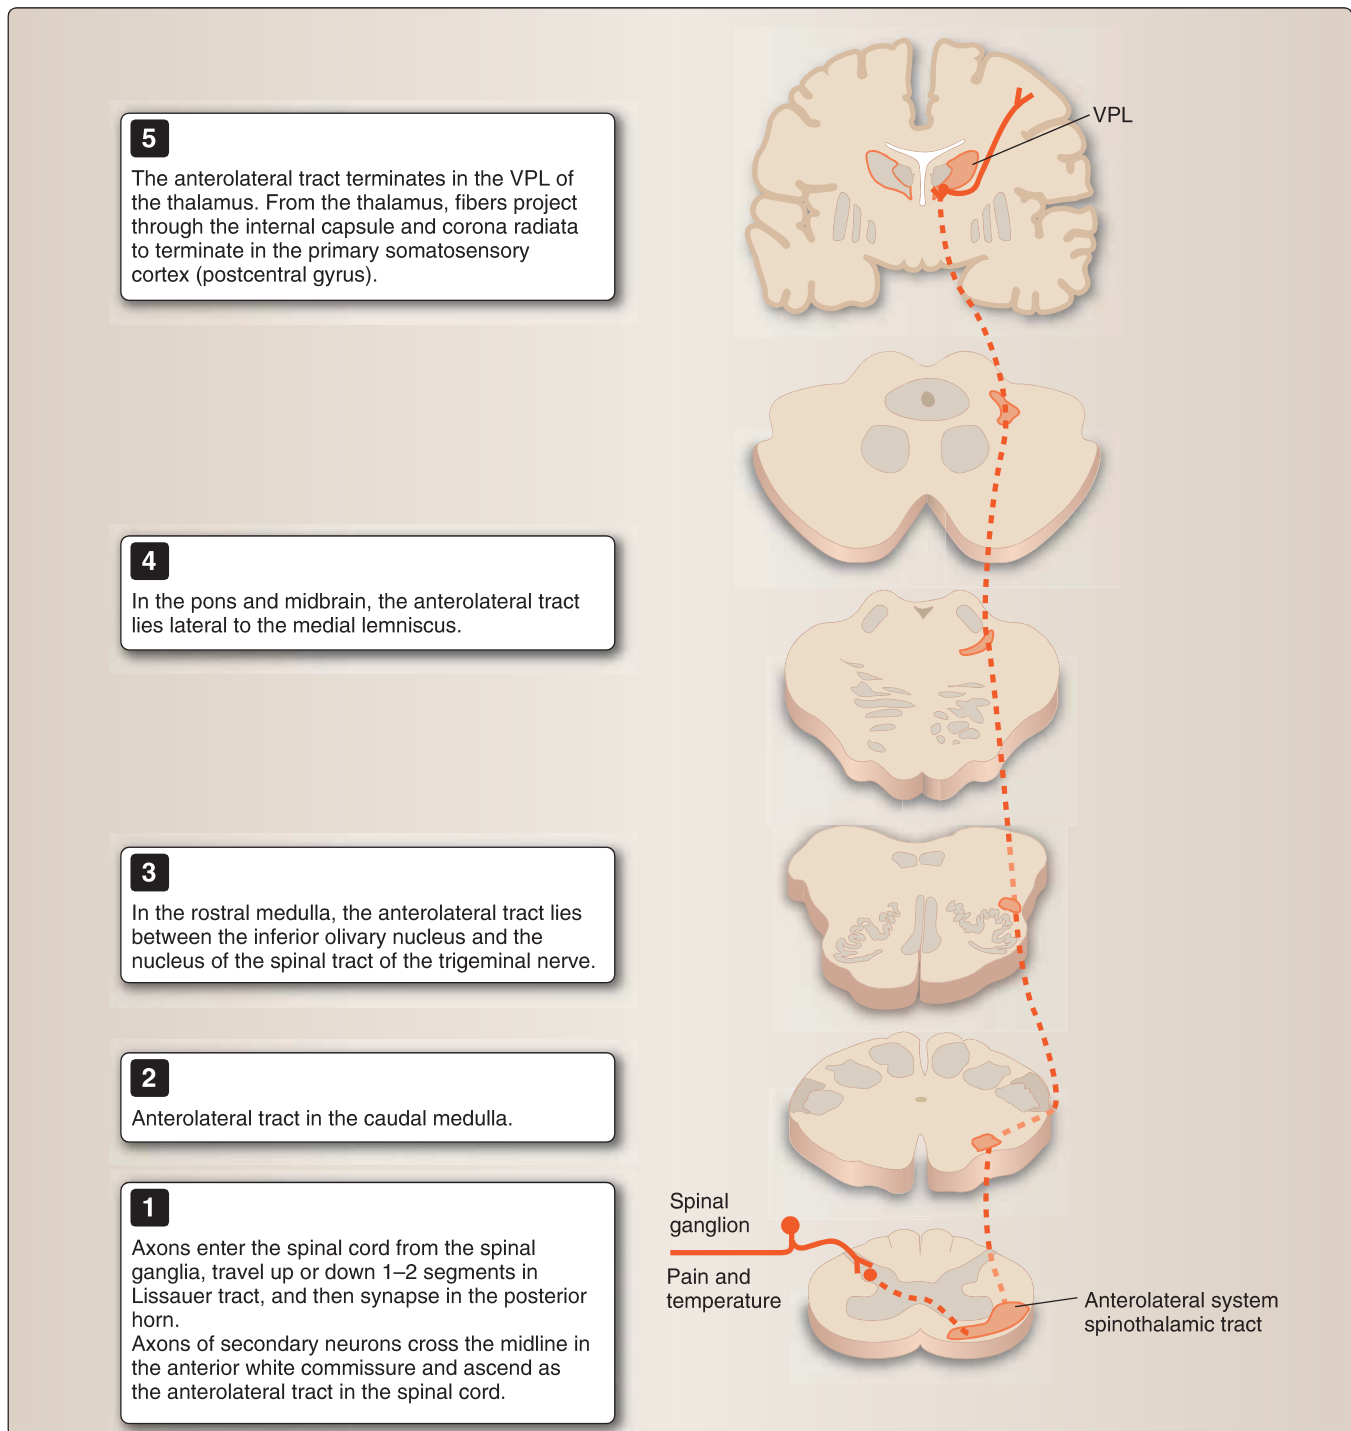 5
The anterolateral tract terminates in the VPL of
the thalamus. From the thalamus, fibers project
through the internal capsule and corona radiata
to terminate in the primary somatosensory
cortex (postcentral gyrus).
VPL
4
In the pons and midbrain, the anterolateral tract
lies lateral to the medial lemniscus.
3
In the rostral medulla, the anterolateral tract lies
between the inferior olivary nucleus and the
nucleus of the spinal tract of the trigeminal nerve.
2
Anterolateral tract in the caudal medulla.
1
Axons enter the spinal cord from the spinal
ganglia, travel up or down 1–2 segments in
Lissauer tract, and then synapse in the posterior
horn.
Axons of secondary neurons cross the midline in
the anterior white commissure and ascend as
the anterolateral tract in the spinal cord.
Spinal
ganglion
Pain and
temperature
Anterolateral system
spinothalamic tract